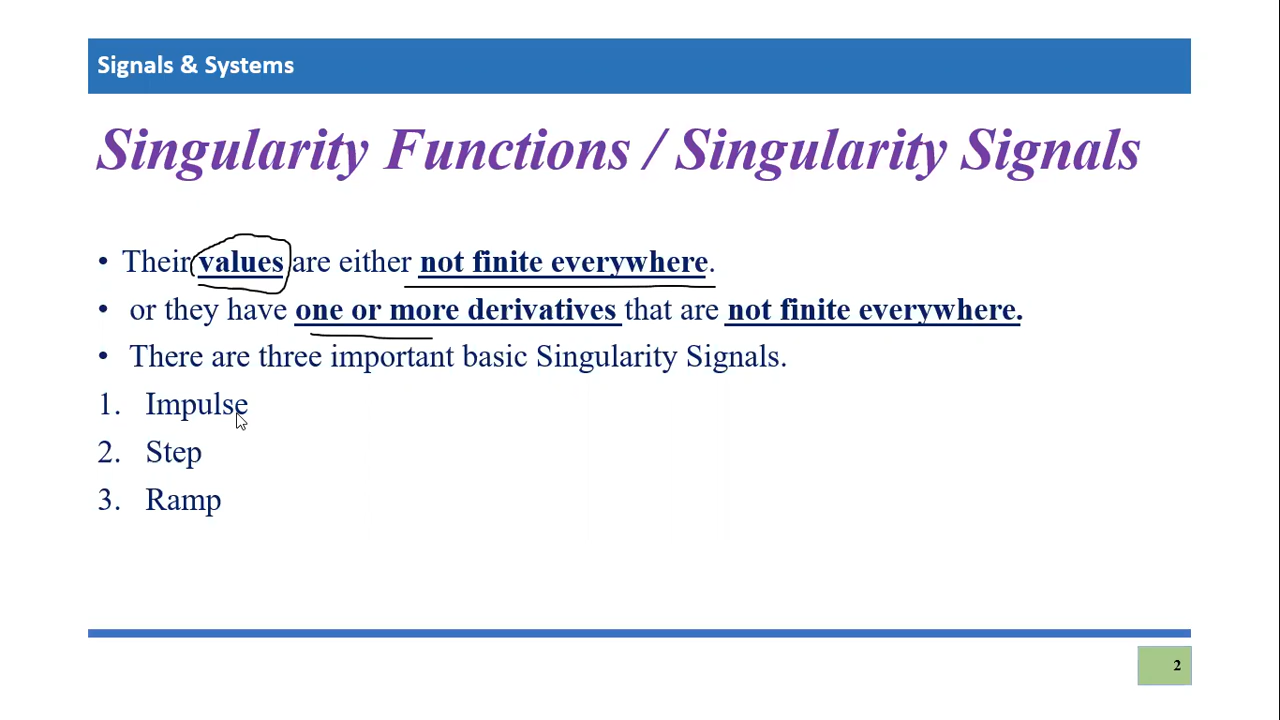 Signals & Systems
Singularity Functions / Singularity Signals
• Their values are either not finite everywhere.
• or they have one or more derivatives that are not finite everywhere.
• There are three important basic Singularity Signals.
1. Impulse
2. Step
3. Ramp
2